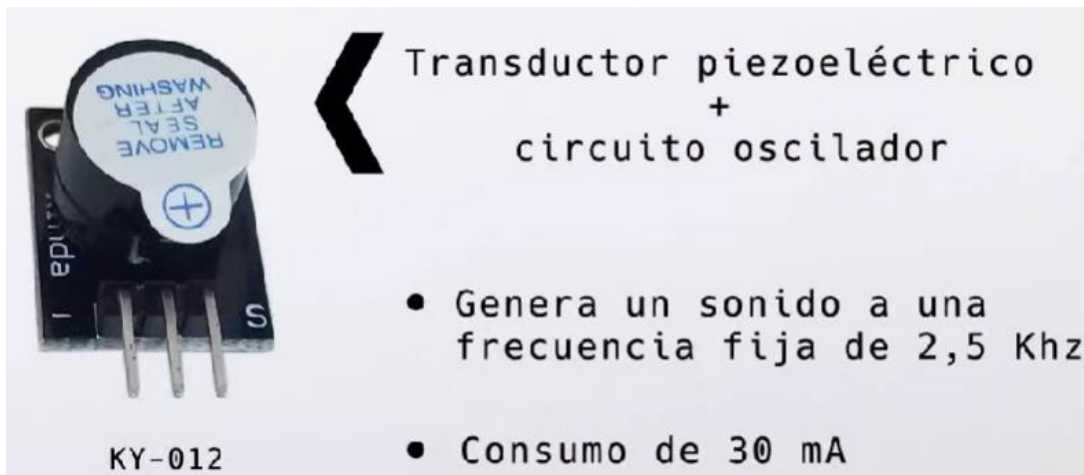 Transductor piezoeléctrico
+
circuito oscilador
REMOVE
SEAL
AFTER
WASHING
S
• Genera un sonido a una
frecuencia fija de 2,5 Khz
• Consumo de 30 mA
KY-012